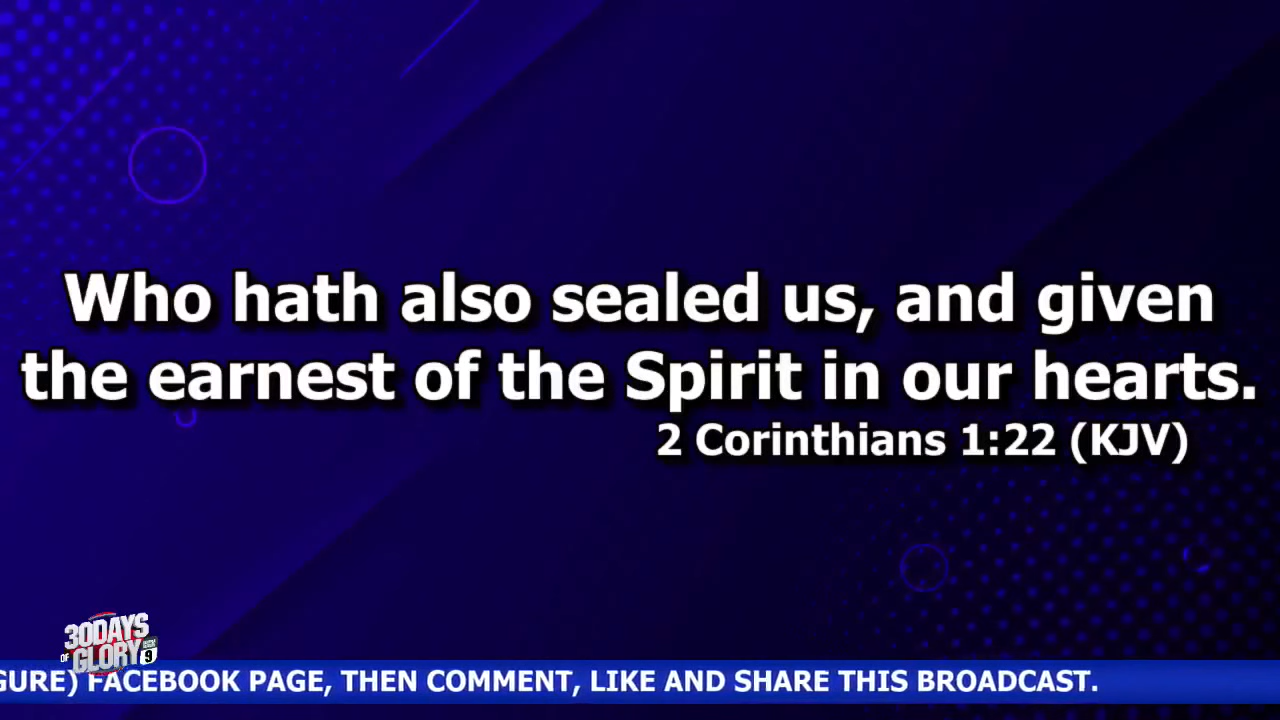 Who hath also sealed us, and given
the earnest of the Spirit in our hearts.
2 Corinthians 1:22 (KJV)
30DAYS
OF GLORY 9
GURE) FACEBOOK PAGE, THEN COMMENT, LIKE AND SHARE THIS BROADCAST.